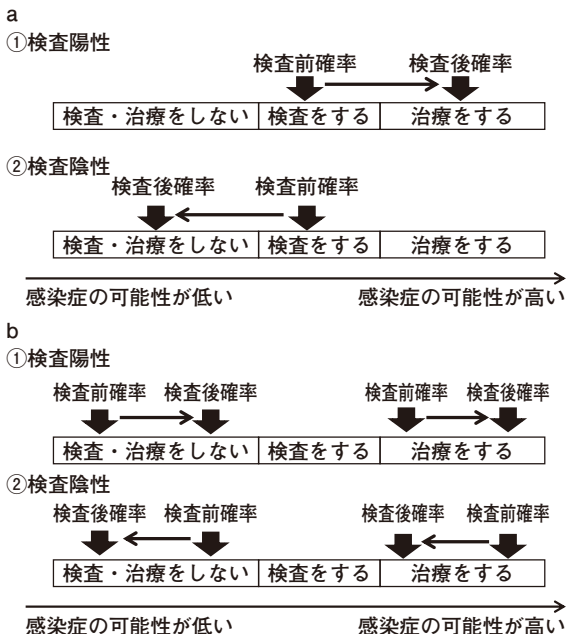 a
①検査陽性
検査前確率 検査後確率
検査・治療をしない 検査をする 治療をする
②検査陰性
検査後確率 検査前確率
検査・治療をしない 検査をする 治療をする
感染症の可能性が低い 感染症の可能性が高い
b
①検査陽性
検査前確率 検査後確率 検査前確率 検査後確率
検査・治療をしない 検査をする 治療をする
②検査陰性
検査後確率 検査前確率 検査後確率 検査前確率
検査・治療をしない 検査をする 治療をする
感染症の可能性が低い 感染症の可能性が高い